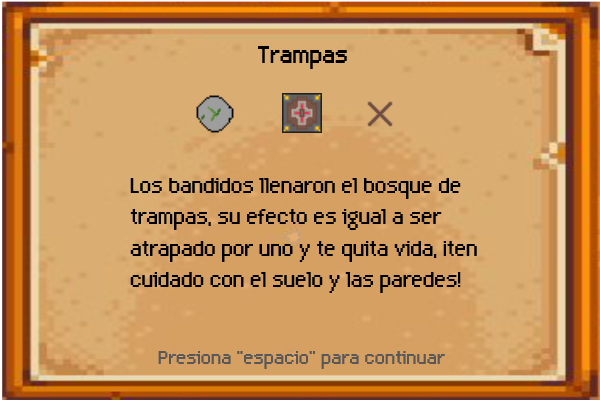 Trampas
Los bandidos llenaron el bosque de
trampas, su efecto es igual a ser
atrapado por uno y te quita vida, ¡ten
cuidado con el suelo y las paredes!
Presiona "espacio" para continuar